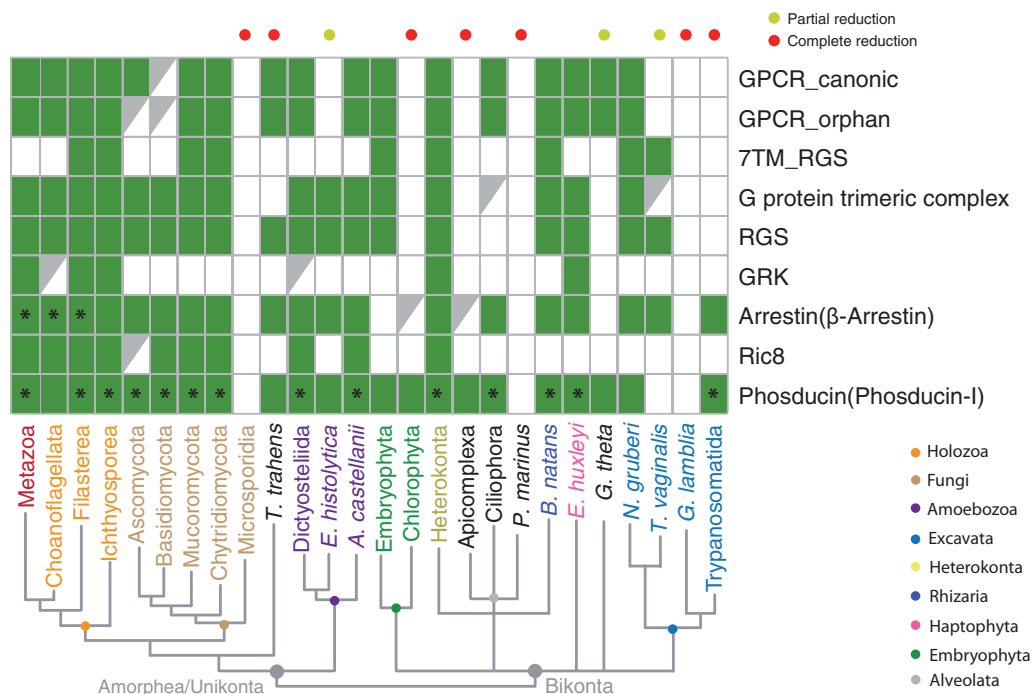 Partial reduction
Complete reduction
GPCR_canonic
GPCR_orphan
7TM_RGS
G protein trimeric complex
RGS
GRK
* * * Arrestin(β-Arrestin)
Ric8
* * * * * * * * * * * * * * Phosducin(Phosducin-I)
Metazoa
Choanoflagellata
Filasterea
Ichthyosporea
Ascomycota
Basidiomycota
Mucoromycota
Chytridiomycota
Microsporidia
T. trahens
Dictyosteliida
E. histolytica
A. castellanii
Embryophyta
Chlorophyta
Heterokonta
Apicomplexa
Ciliophora
P. marinus
B. natans
E. huxleyi
G. theta
N. gruberi
T. vaginalis
G. lamblia
Trypanosomatida
Holozoa
Fungi
Amoebozoa
Excavata
Heterokonta
Rhizaria
Haptophyta
Embryophyta
Alveolata
Amorphea/Unikonta
Bikonta